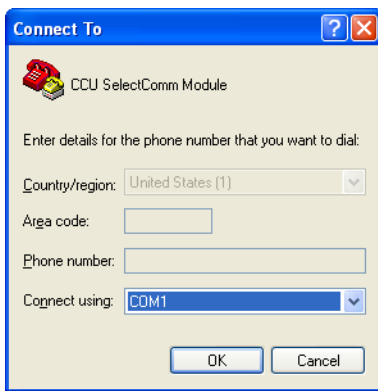 Connect To
CCU SelectComm Module
Enter details for the phone number that you want to dial:
Country/region: United States (1)
Area code:
Phone number:
Connect using: COM1
OK Cancel